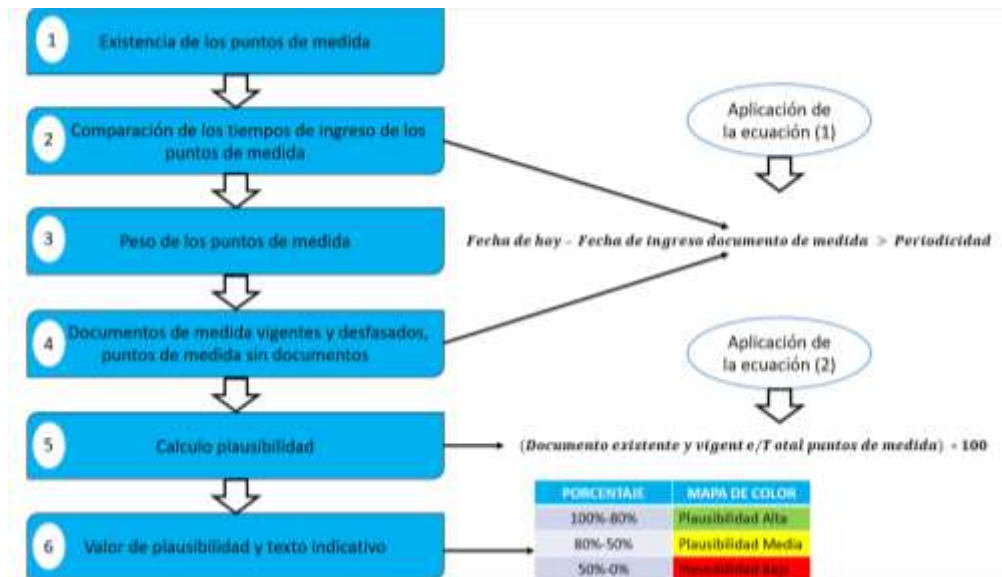 1
Existencia de los puntos de medida
2
Comparación de los tiempos de ingreso de los
puntos de medida
3
Peso de los puntos de medida
4
Documentos de medida vigentes y desfasados,
puntos de medida sin documentos
5
Calculo plausibilidad
6
Valor de plausibilidad y texto indicativo
Aplicación de
la ecuación (1)
Fecha de hoy - Fecha de ingreso documento de medida > Periodicidad
Aplicación de
la ecuación (2)
(Documento existente y vigent e/T otal puntos de medida) * 100
PORCENTAJE MAPA DE COLOR
100%-80% Plausibilidad Alta
80%-50% Plausibilidad Media
50%-0% Plausibilidad Baja